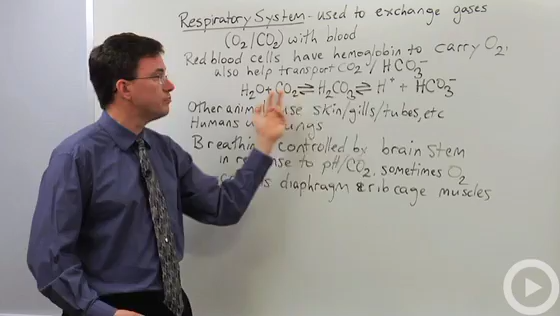 Respiratory System - used to exchange gases
(O₂/CO₂) with blood
Red blood cells have hemoglobin to carry O₂,
also help transport CO₂/HCO₃⁻
H₂O + CO₂ ⇌ H₂CO₃ ⇌ H⁺ + HCO₃⁻
Other animals use skin/gills/tubes, etc
Humans use lungs
Breathing controlled by brain stem
in response to pH/CO₂, sometimes O₂
diaphragm & rib cage muscles